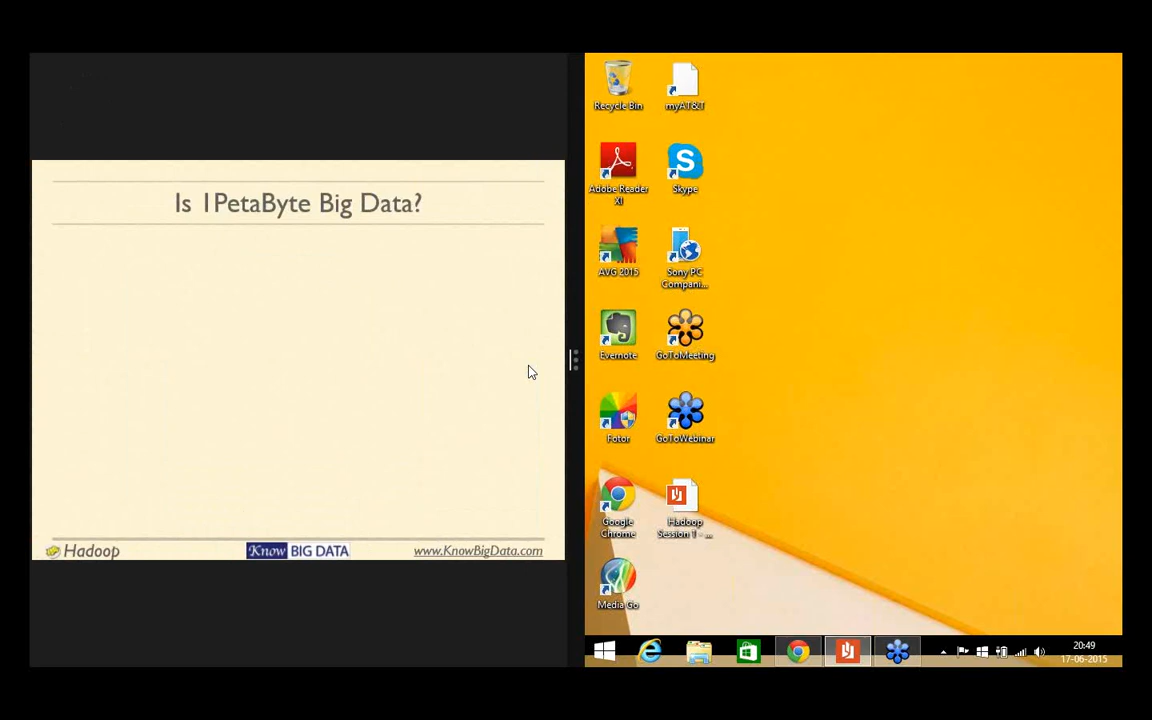 Is 1PetaByte Big Data?
Hadoop
Know BIG DATA
www.KnowBigData.com
Recycle Bin
myAT&T
Adobe Reader
XI
Skype
AVG 2015
Sony PC
Compani...
Evernote
GoToMeeting
Fotor
GoToWebinar
Google
Chrome
Hadoop
Session 1 - ...
Media Go
20:49
17-06-2015